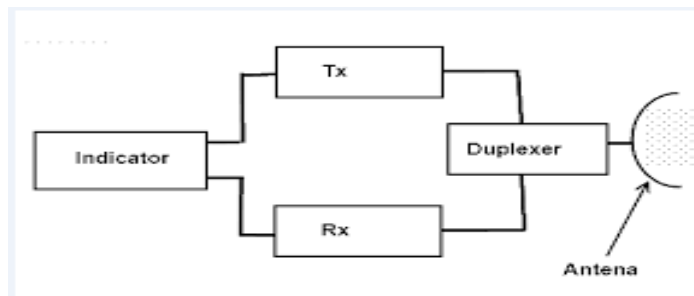 Tx
Indicator
Duplexer
Rx
Antena